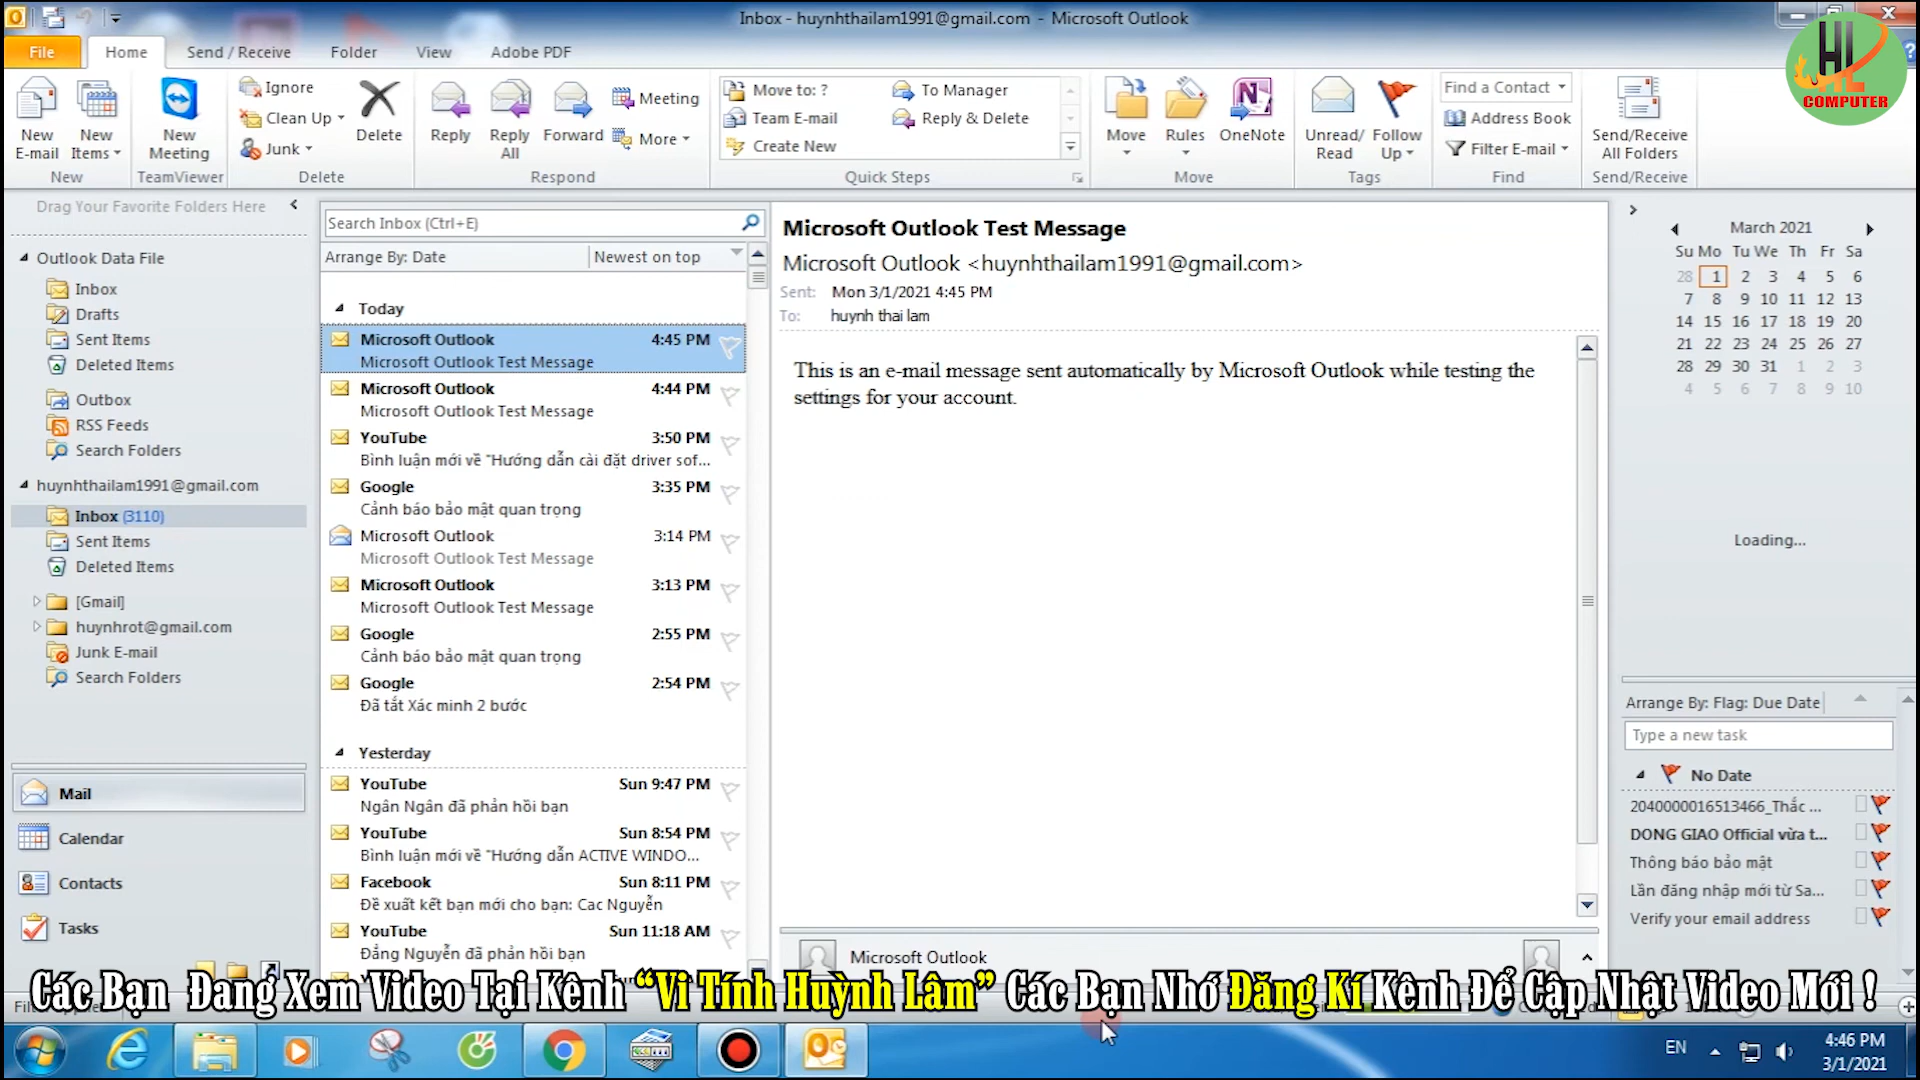 Inbox - huynhthailam1991@gmail.com - Microsoft Outlook
File Home Send / Receive Folder View Adobe PDF
HL COMPUTER
New E-mail
New Items
New
New Meeting
TeamViewer
Ignore
Clean Up
Junk
Delete
Delete
Reply
Reply All
Forward
Meeting
More
Respond
Move to: ?
Team E-mail
Create New
To Manager
Reply & Delete
Quick Steps
Move
Rules
OneNote
Move
Unread/ Read
Follow Up
Tags
Find a Contact
Address Book
Filter E-mail
Find
Send/Receive All Folders
Send/Receive
Drag Your Favorite Folders Here
Outlook Data File
Inbox
Drafts
Sent Items
Deleted Items
Outbox
RSS Feeds
Search Folders
huynhthailam1991@gmail.com
Inbox (3110)
Sent Items
Deleted Items
[Gmail]
huynhrot@gmail.com
Junk E-mail
Search Folders
Mail
Calendar
Contacts
Tasks
Search Inbox (Ctrl+E)
Arrange By: Date Newest on top
Today
Microsoft Outlook 4:45 PM
Microsoft Outlook Test Message
Microsoft Outlook 4:44 PM
Microsoft Outlook Test Message
YouTube 3:50 PM
Bình luận mới về "Hướng dẫn cài đặt driver sof...
Google 3:35 PM
Cảnh báo bảo mật quan trọng
Microsoft Outlook 3:14 PM
Microsoft Outlook Test Message
Microsoft Outlook 3:13 PM
Microsoft Outlook Test Message
Google 2:55 PM
Cảnh báo bảo mật quan trọng
Google 2:54 PM
Đã tắt Xác minh 2 bước
Yesterday
YouTube Sun 9:47 PM
Ngân Ngân đã phản hồi bạn
YouTube Sun 8:54 PM
Bình luận mới về "Hướng dẫn ACTIVE WINDO...
Facebook Sun 8:11 PM
Đề xuất kết bạn mới cho bạn: Cac Nguyễn
YouTube Sun 11:18 AM
Đẳng Nguyễn đã phản hồi bạn
Microsoft Outlook Test Message
Microsoft Outlook <huynhthailam1991@gmail.com>
Sent: Mon 3/1/2021 4:45 PM
To: huynh thai lam
This is an e-mail message sent automatically by Microsoft Outlook while testing the
settings for your account.
Microsoft Outlook
March 2021
Su Mo Tu We Th Fr Sa
28 1 2 3 4 5 6
7 8 9 10 11 12 13
14 15 16 17 18 19 20
21 22 23 24 25 26 27
28 29 30 31 1 2 3
4 5 6 7 8 9 10
Loading...
Arrange By: Flag: Due Date
Type a new task
No Date
2040000016513466_Thắc ...
DONG GIAO Official vừa t...
Thông báo bảo mật
Lần đăng nhập mới từ Sa...
Verify your email address
Các Bạn Đang Xem Video Tại Kênh “Vi Tính Huỳnh Lâm” Các Bạn Nhớ Đăng Kí Kênh Để Cập Nhật Video Mới !
EN
4:46 PM
3/1/2021